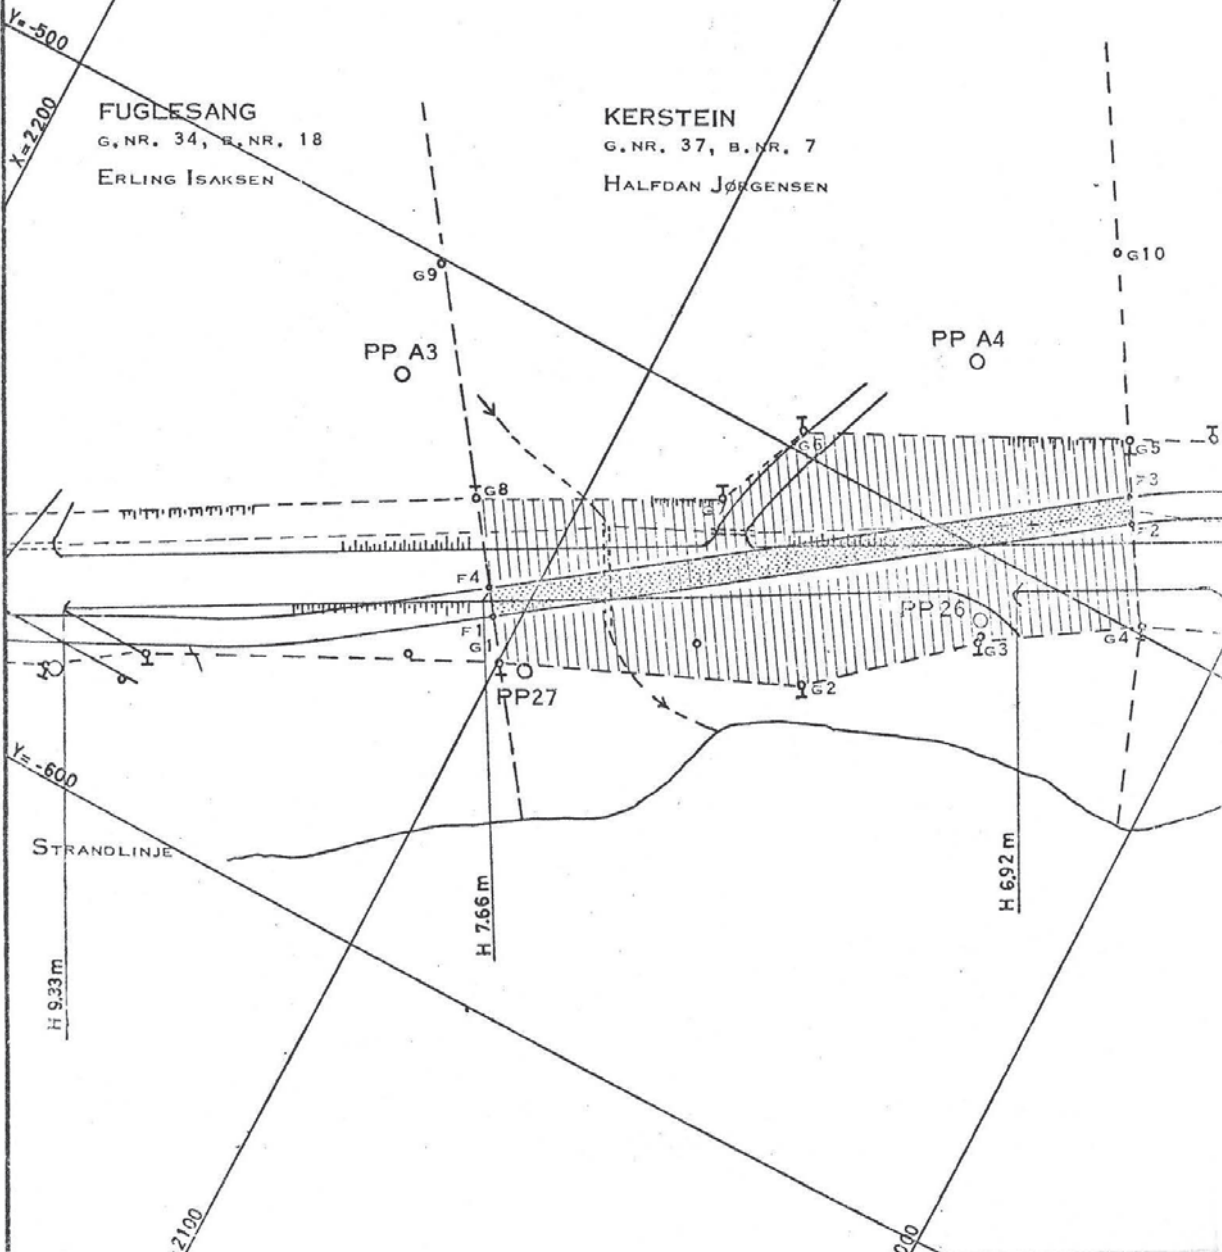 Y=-500
X=2200
FUGLESANG
G.NR. 34, B.NR. 18
ERLING ISAKSEN
KERSTEIN
G.NR. 37, B.NR. 7
HALFDAN JØRGENSEN
G9
G10
PP A3
PP A4
G6
G5
G8
G7
F3
F2
F4
F1
G1
PP 26
G3
G4
PP27
G2
Y=-600
STRANDLINJE
H 9.33 m
H 7.66 m
H 6.92 m
2100
000